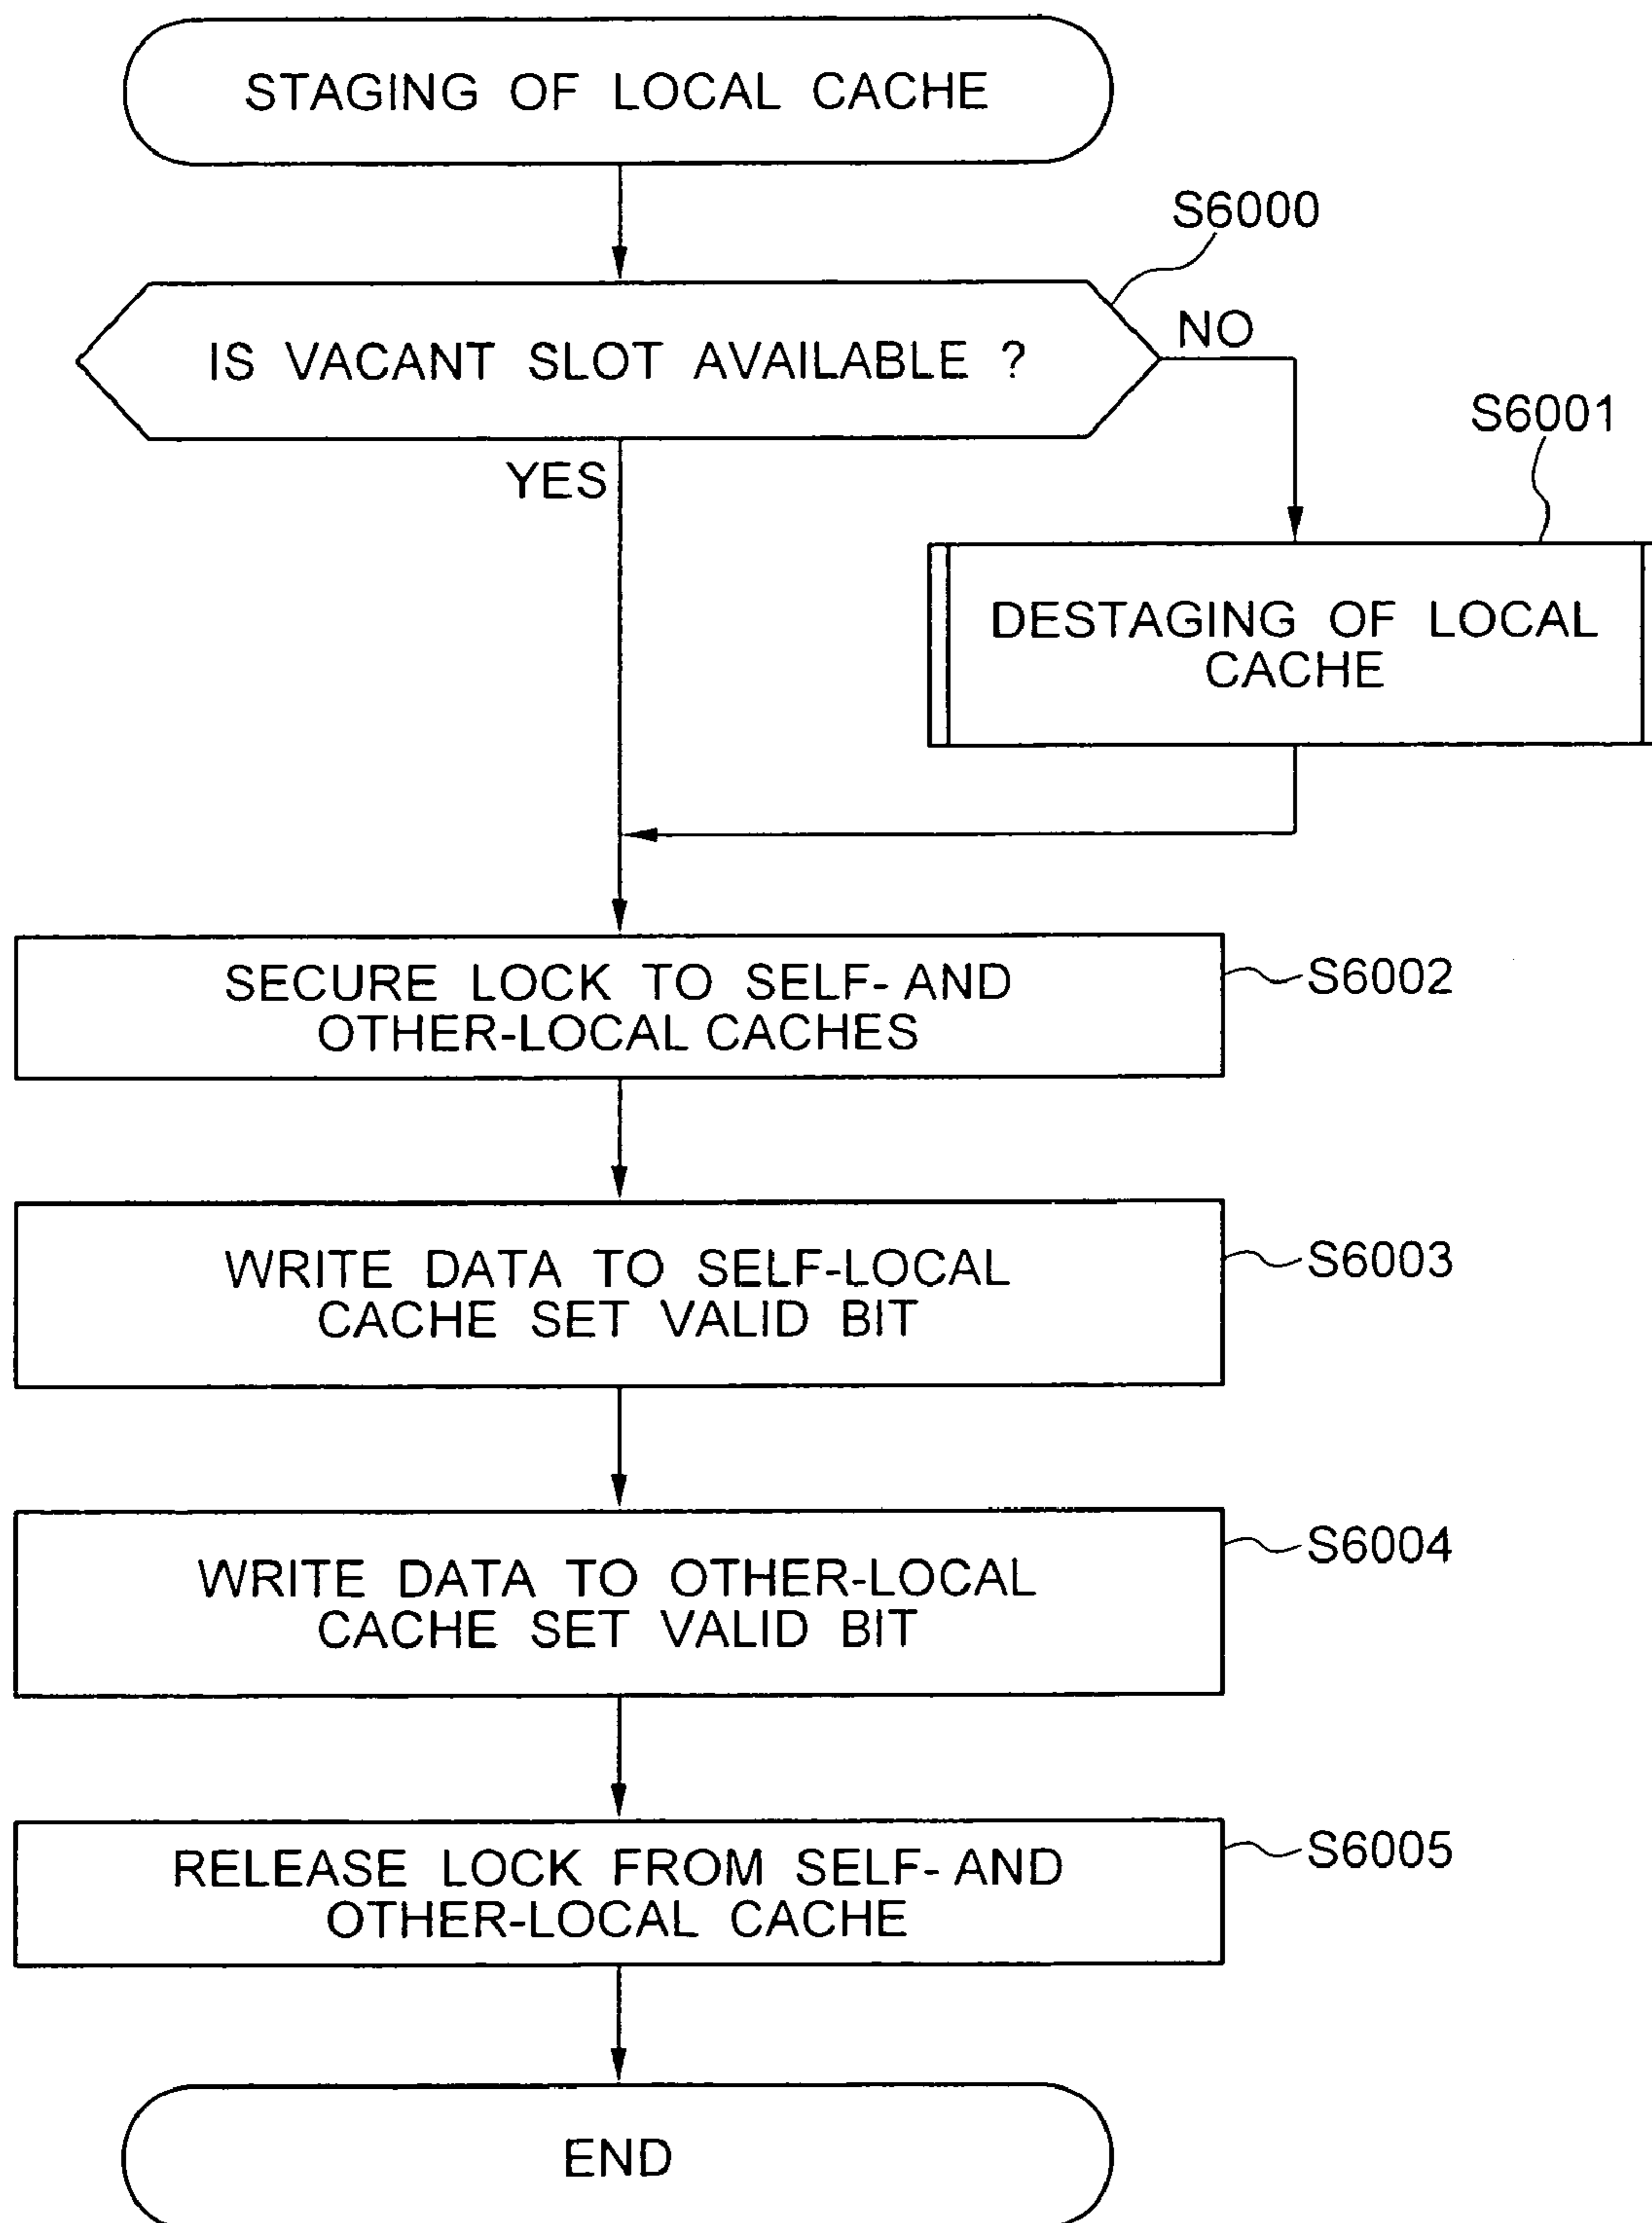 STAGING OF LOCAL CACHE
S6000
IS VACANT SLOT AVAILABLE ?
NO
S6001
YES
DESTAGING OF LOCAL
CACHE
SECURE LOCK TO SELF- AND
OTHER-LOCAL CACHES
S6002
WRITE DATA TO SELF-LOCAL
CACHE SET VALID BIT
S6003
WRITE DATA TO OTHER-LOCAL
CACHE SET VALID BIT
S6004
RELEASE LOCK FROM SELF- AND
OTHER-LOCAL CACHE
S6005
END